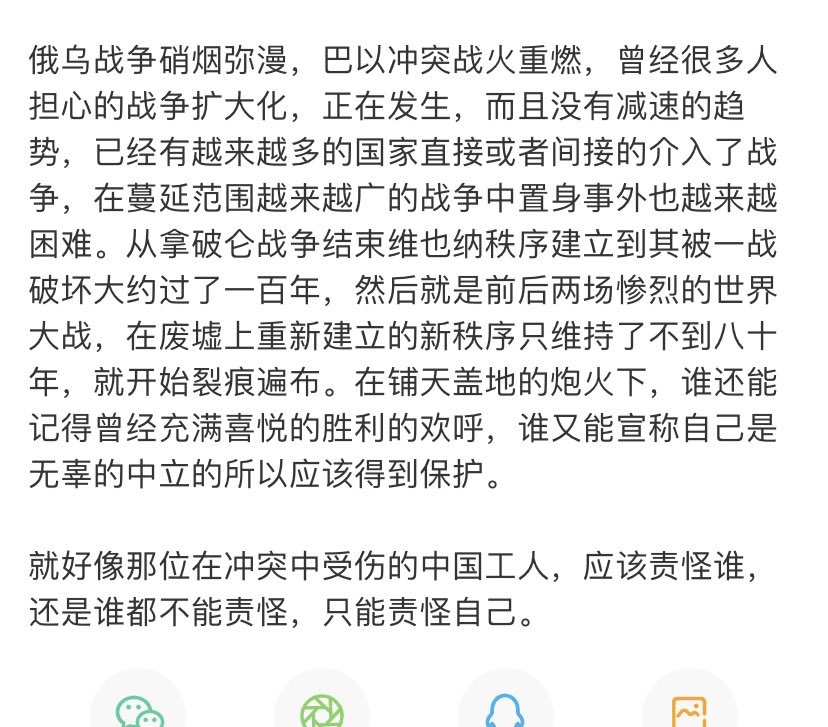 俄乌战争硝烟弥漫，巴以冲突战火重燃，曾经很多人
担心的战争扩大化，正在发生，而且没有减速的趋
势，已经有越来越多的国家直接或者间接的介入了战
争，在蔓延范围越来越广的战争中置身事外也越来越
困难。从拿破仑战争结束维也纳秩序建立到其被一战
破坏大约过了一百年，然后就是前后两场惨烈的世界
大战，在废墟上重新建立的新秩序只维持了不到八十
年，就开始裂痕遍布。在铺天盖地的炮火下，谁还能
记得曾经充满喜悦的胜利的欢呼，谁又能宣称自己是
无辜的中立的所以应该得到保护。
就好像那位在冲突中受伤的中国工人，应该责怪谁，
还是谁都不能责怪，只能责怪自己。